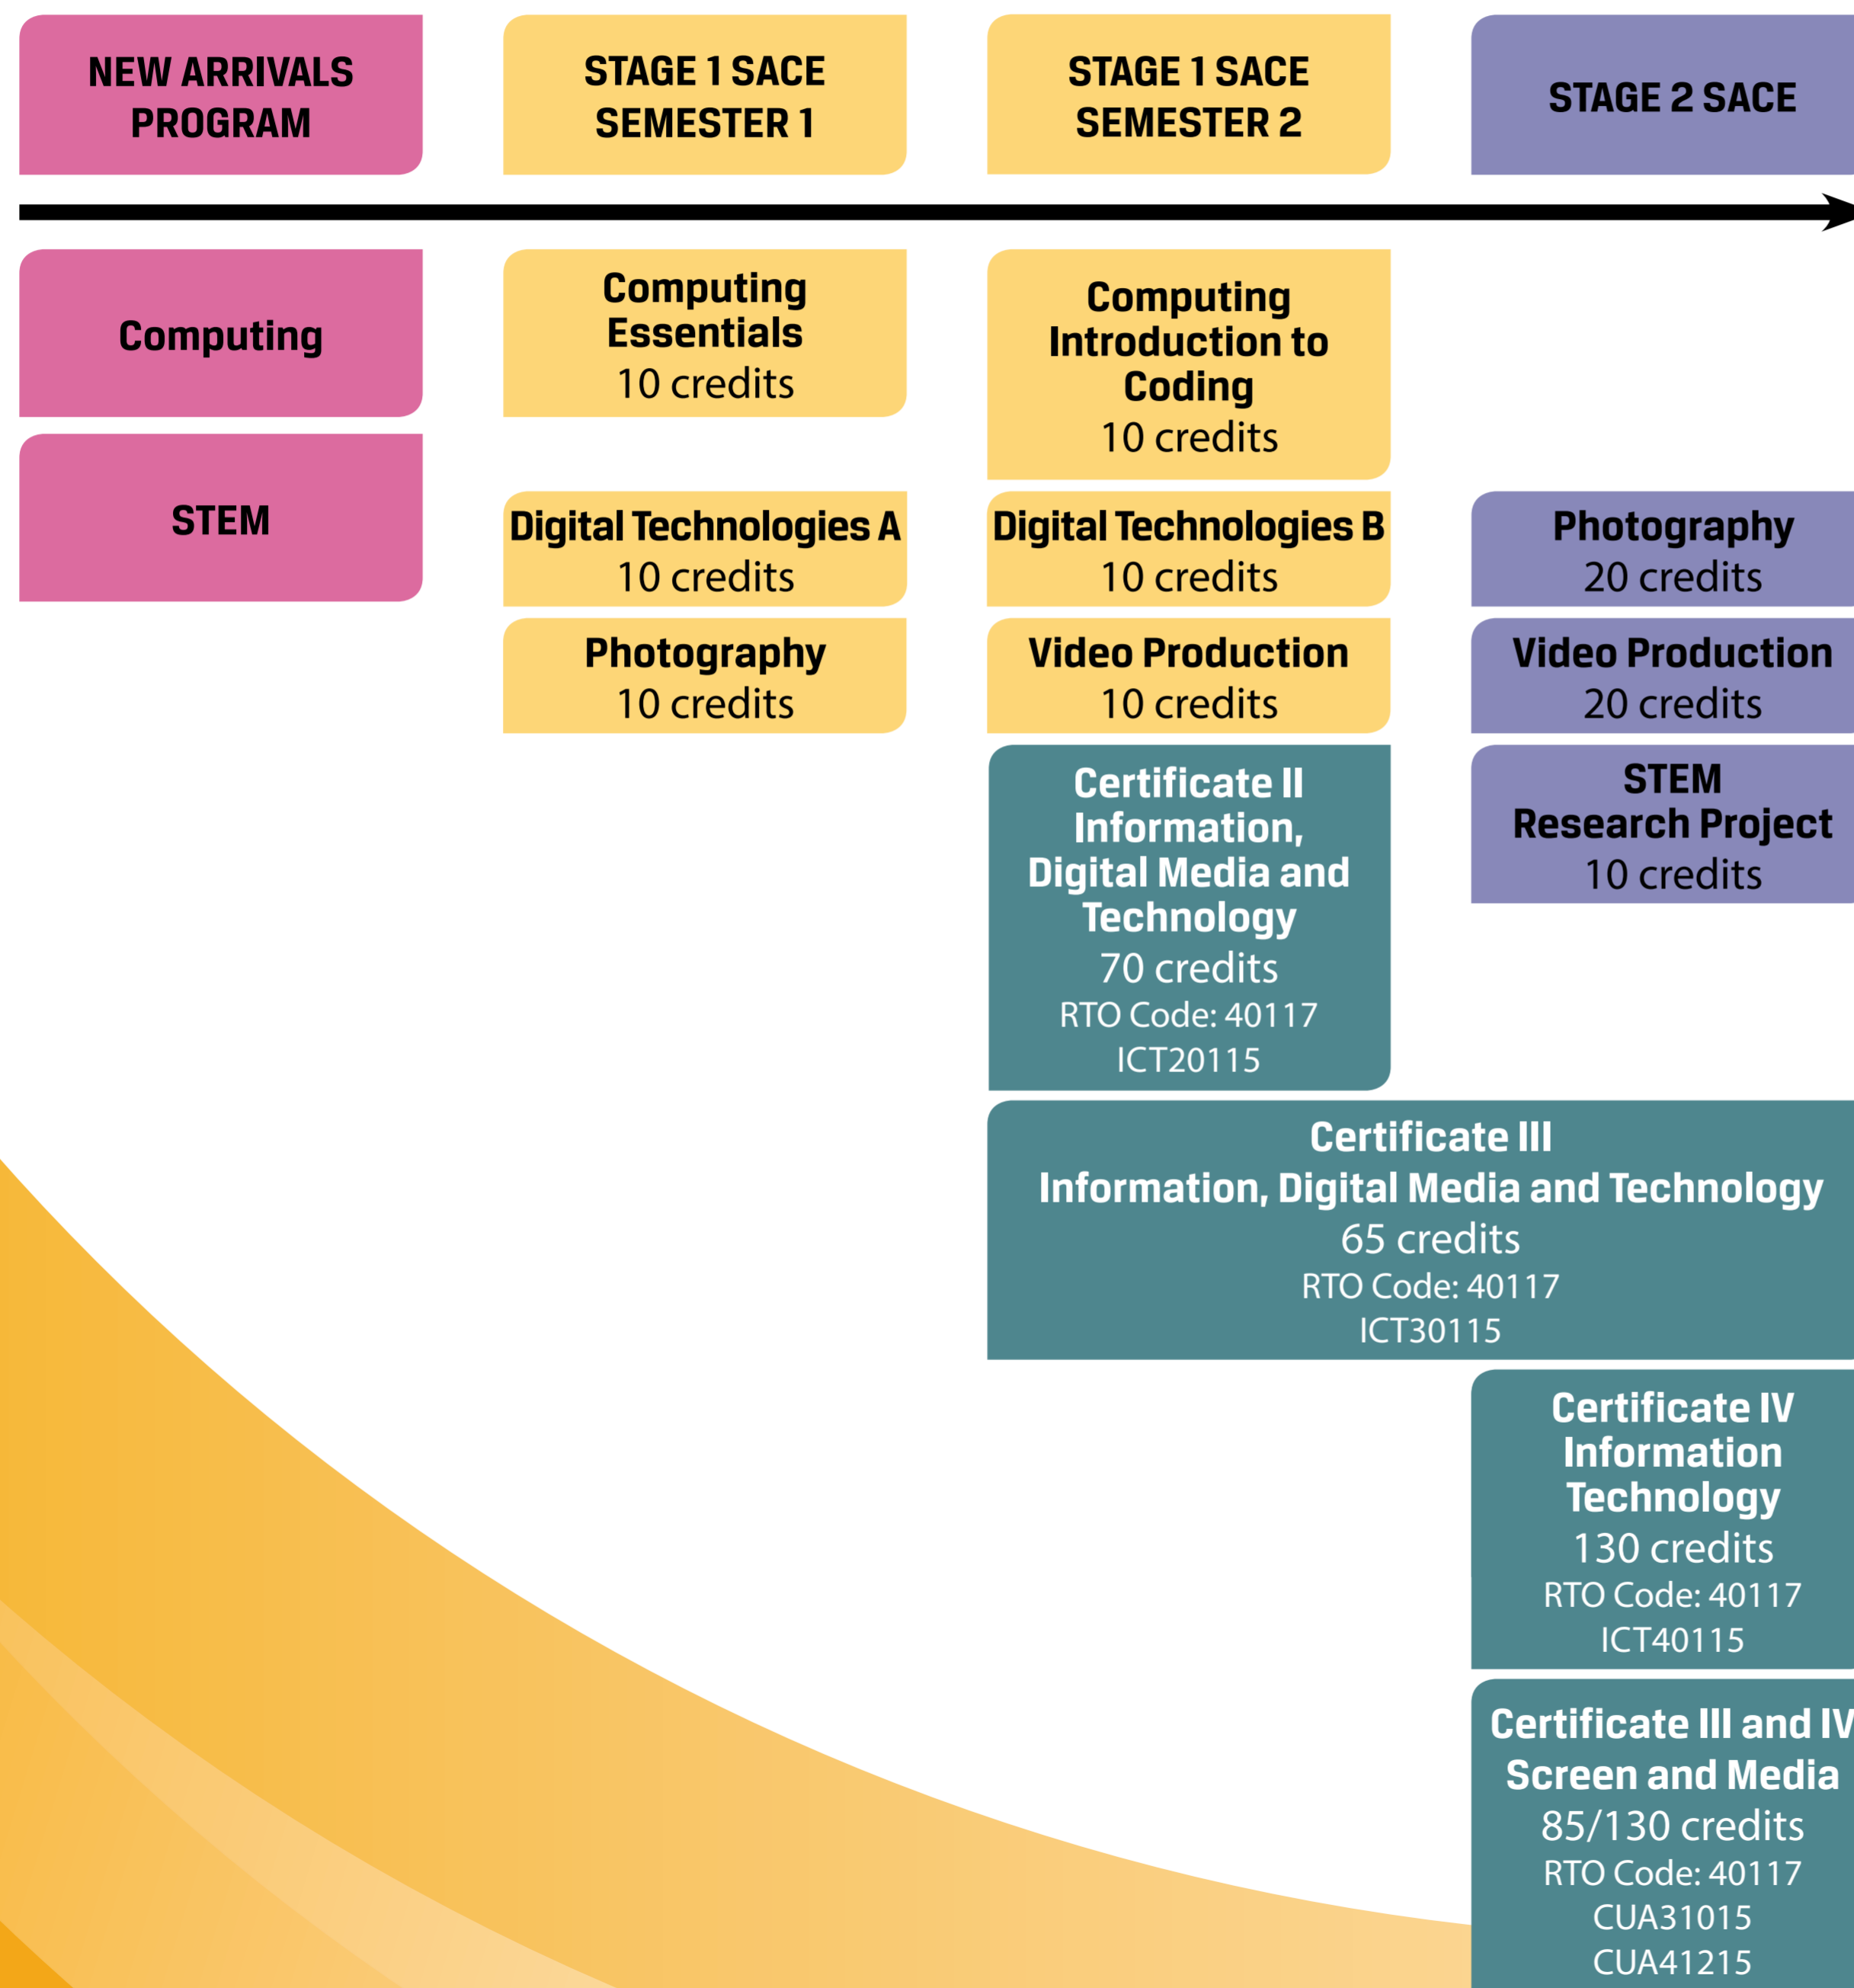 NEW ARRIVALS
PROGRAM
STAGE 1 SACE
SEMESTER 1
STAGE 1 SACE
SEMESTER 2
STAGE 2 SACE
Computing
STEM
Computing
Essentials
10 credits
Digital Technologies A
10 credits
Photography
10 credits
Computing
Introduction to
Coding
10 credits
Digital Technologies B
10 credits
Video Production
10 credits
Certificate II
Information,
Digital Media and
Technology
70 credits
RTO Code: 40117
ICT20115
Photography
20 credits
Video Production
20 credits
STEM
Research Project
10 credits
Certificate III
Information, Digital Media and Technology
65 credits
RTO Code: 40117
ICT30115
Certificate IV
Information
Technology
130 credits
RTO Code: 40117
ICT40115
Certificate III and IV
Screen and Media
85/130 credits
RTO Code: 40117
CUA31015
CUA41215